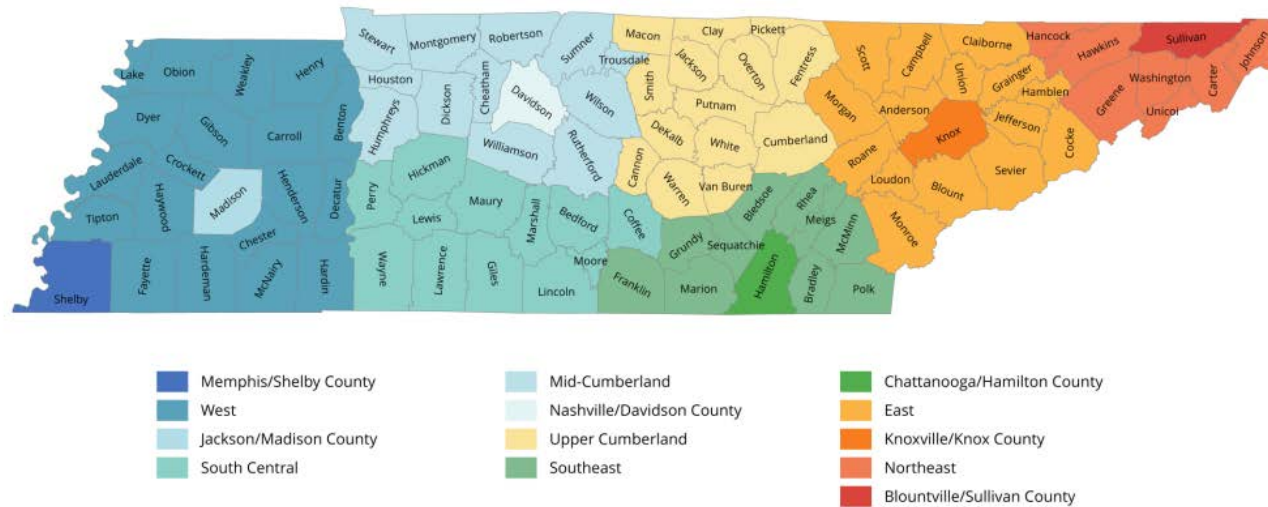 Stewart
Montgomery
Robertson
Sumner
Macon
Clay
Pickett
Trousdale
Lake
Obion
Weakley
Henry
Houston
Dickson
Cheatham
Davidson
Wilson
Smith
Jackson
Overton
Fentress
Scott
Campbell
Claiborne
Union
Grainger
Hamblen
Hancock
Hawkins
Sullivan
Johnson
Washington
Carter
Greene
Unicol
Dyer
Gibson
Carroll
Benton
Humphreys
Williamson
Rutherford
Putnam
DeKalb
White
Cumberland
Morgan
Anderson
Knox
Jefferson
Cocke
Lauderdale
Crockett
Madison
Henderson
Decatur
Perry
Hickman
Maury
Cannon
Warren
Van Buren
Bledsoe
Rhea
Roane
Loudon
Blount
Sevier
Tipton
Haywood
Chester
Lewis
Marshall
Bedford
Coffee
Grundy
Sequatchie
Meigs
McMinn
Monroe
Shelby
Fayette
Hardeman
McNairy
Hardin
Wayne
Lawrence
Giles
Lincoln
Moore
Franklin
Marion
Hamilton
Bradley
Polk
Memphis/Shelby County
West
Jackson/Madison County
South Central
Mid-Cumberland
Nashville/Davidson County
Upper Cumberland
Southeast
Chattanooga/Hamilton County
East
Knoxville/Knox County
Northeast
Blountville/Sullivan County